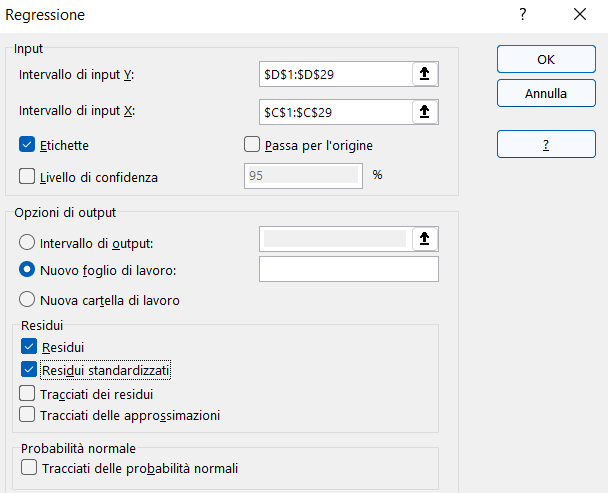 Regressione ?
Input
Intervallo di input Y: $D$1:$D$29
Intervallo di input X: $C$1:$C$29
Etichette Passa per l'origine
Livello di confidenza 95 %
OK
Annulla
?
Opzioni di output
Intervallo di output:
Nuovo foglio di lavoro:
Nuova cartella di lavoro
Residui
Residui
Residui standardizzati
Tracciati dei residui
Tracciati delle approssimazioni
Probabilità normale
Tracciati delle probabilità normali